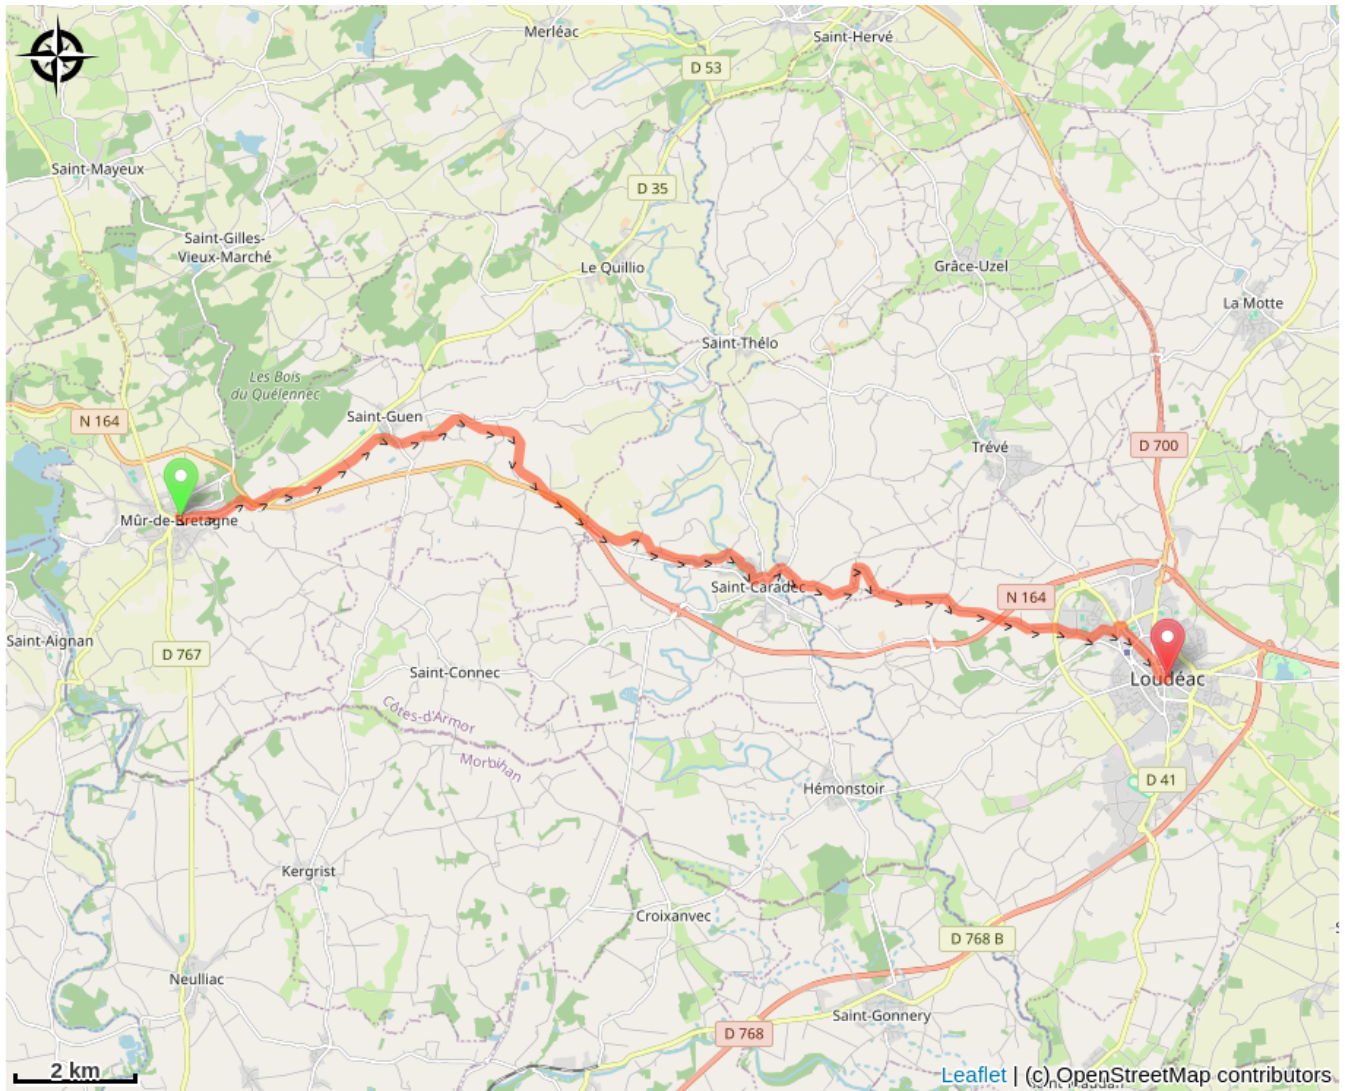 Merléac
Saint-Hervé
D 53
Saint-Mayeux
D 35
Saint-Gilles-
Vieux-Marché
Le Quillio
Grâce-Uzel
La Motte
Saint-Thélo
Les Bois
du Quélennec
Saint-Guen
N 164
Trévé
D 700
Mûr-de-Bretagne
Saint-Caradec
N 164
Saint-Aignan
D 767
Saint-Connec
Loudéac
Côtes-d'Armor
Morbihan
D 41
Hémonstoir
Kergrist
Croixanvec
D 768 B
Neulliac
Saint-Gonnery
D 768
2 km
Leaflet | (c) OpenStreetMap contributors